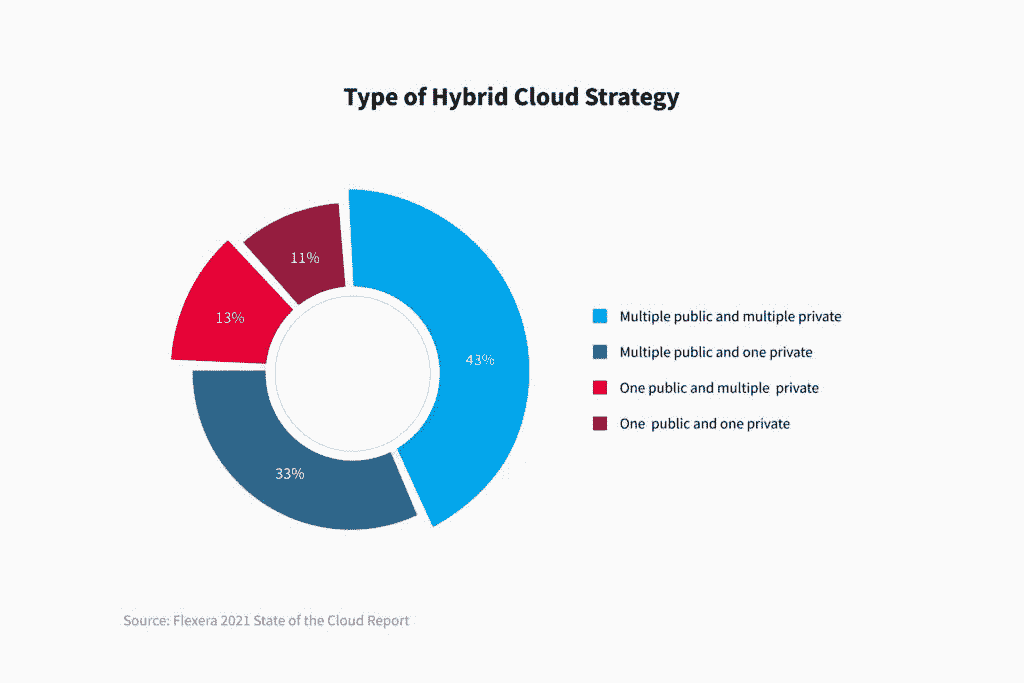 Type of Hybrid Cloud Strategy
11%
13%
43%
33%
Multiple public and multiple private
Multiple public and one private
One public and multiple private
One public and one private
Source: Flexera 2021 State of the Cloud Report